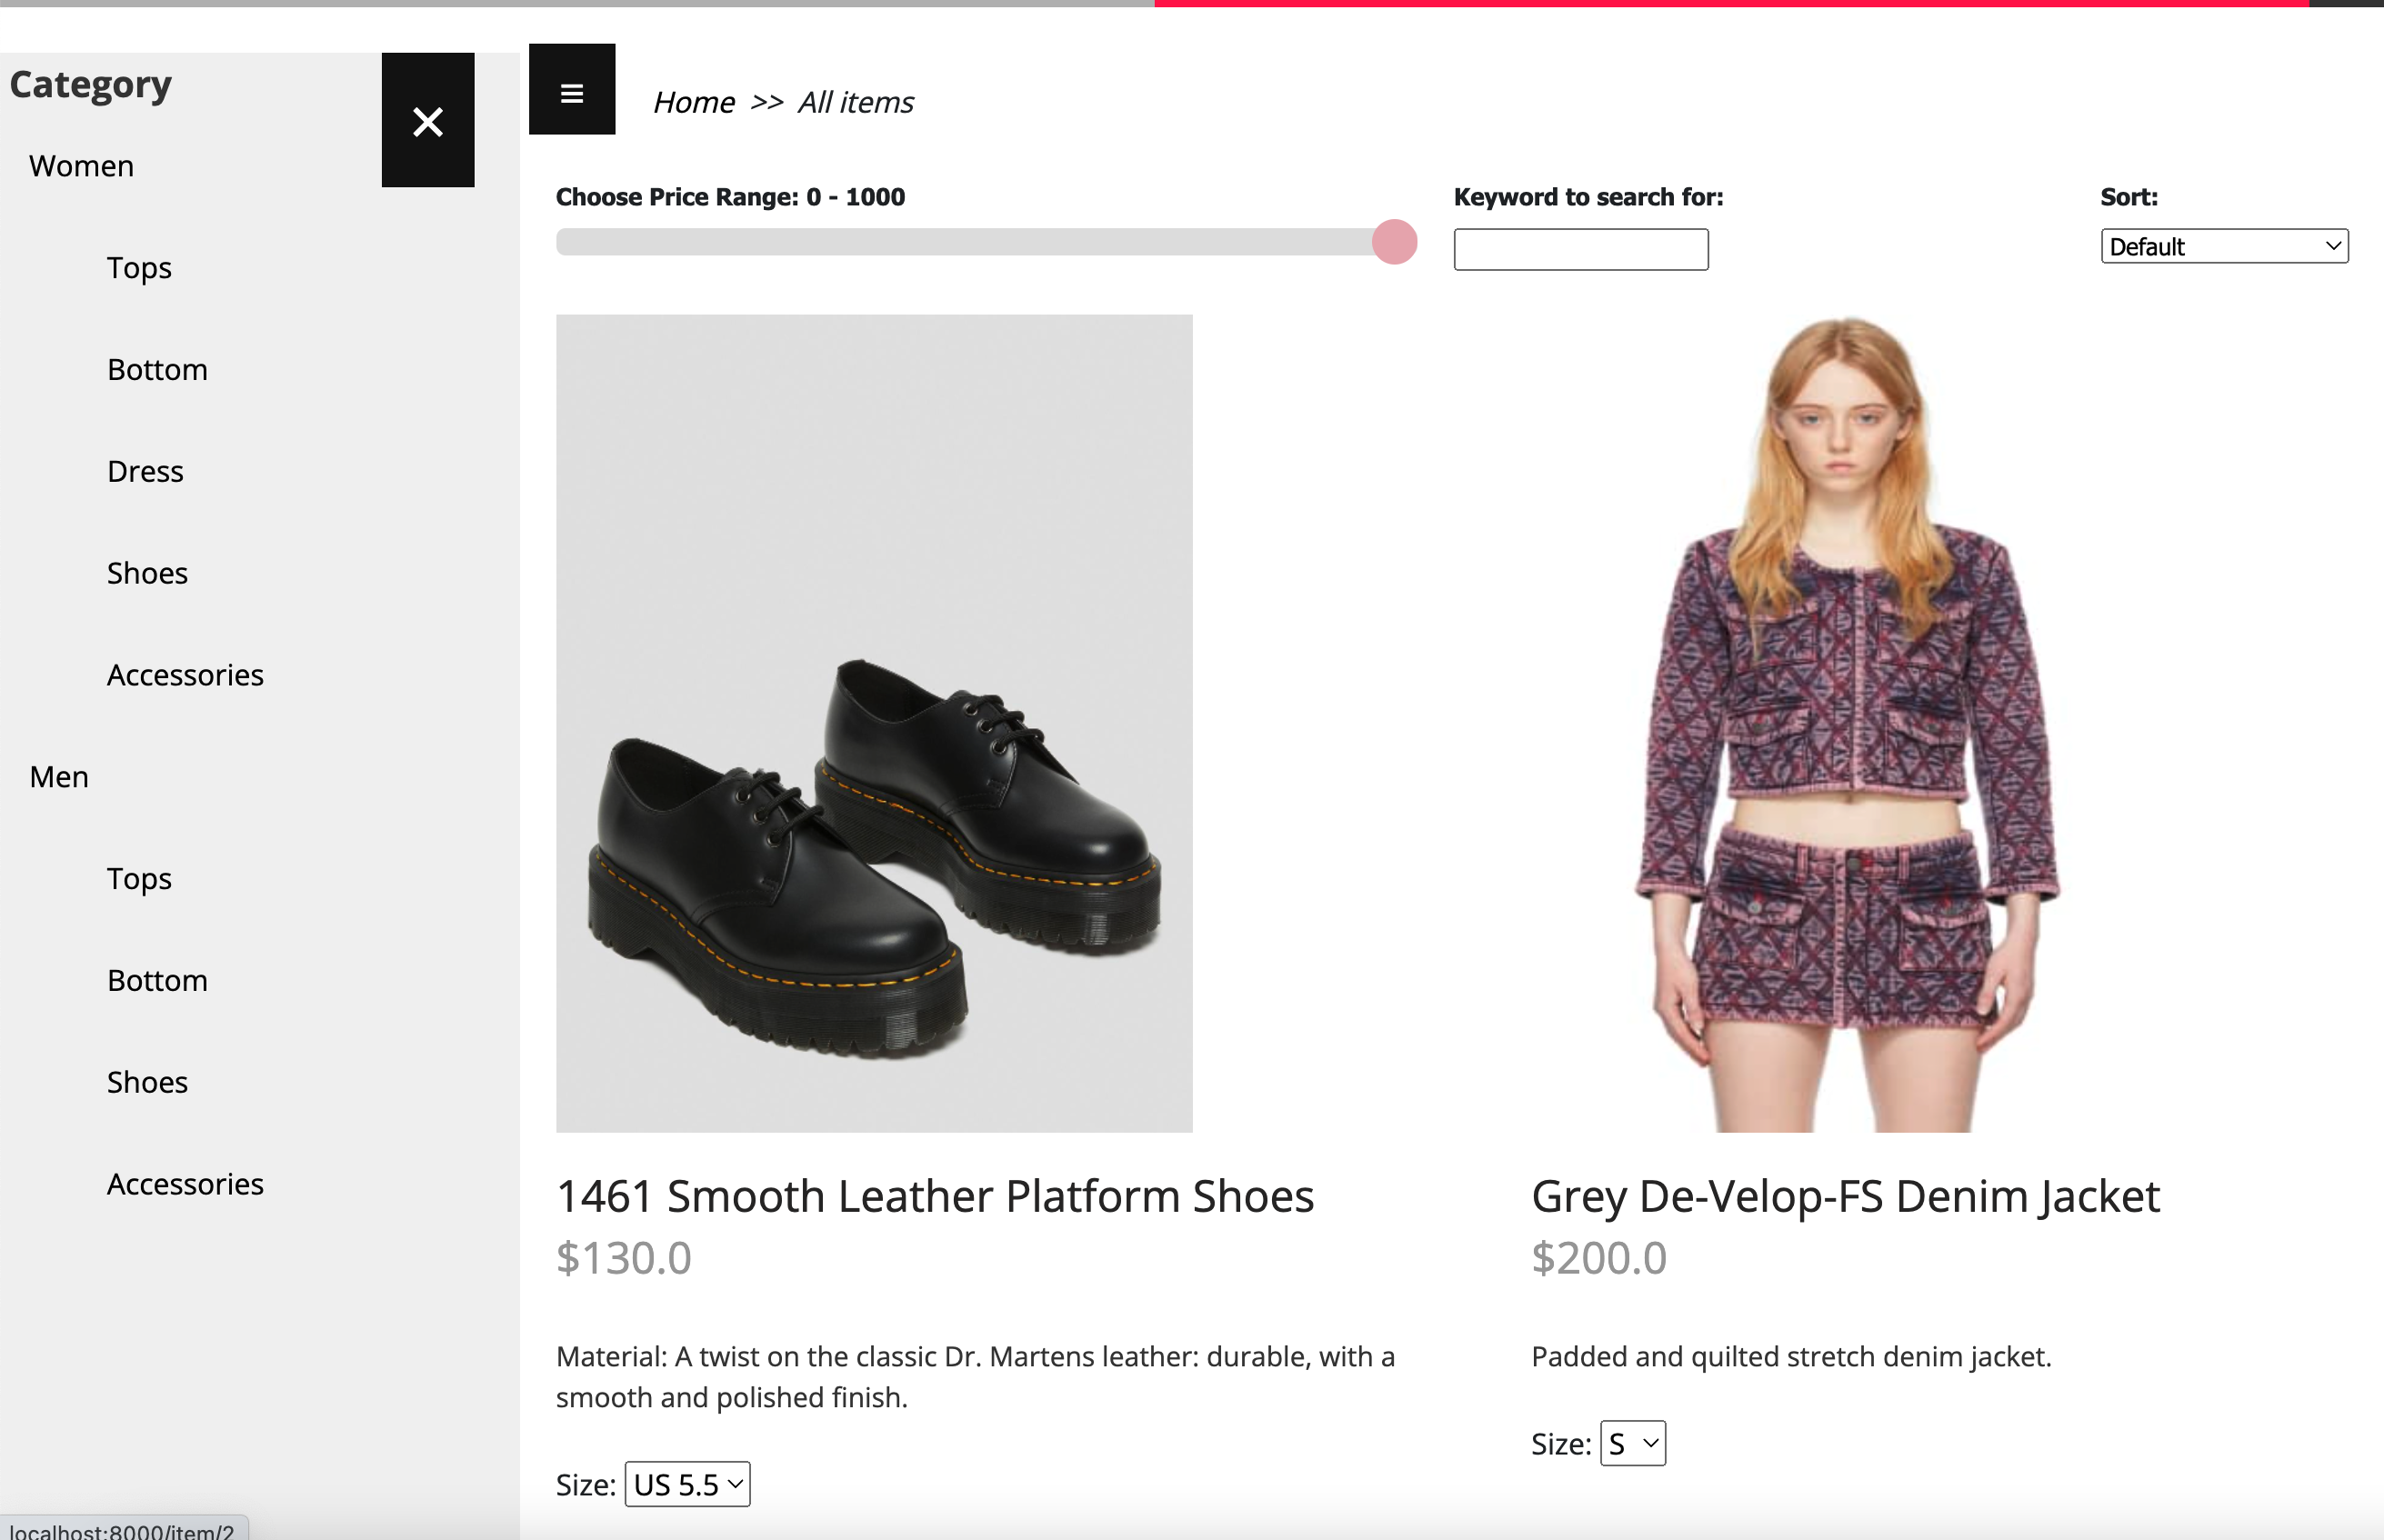 Category
Women
Tops
Bottom
Dress
Shoes
Accessories
Men
Tops
Bottom
Shoes
Accessories
Home >> All items
Choose Price Range: 0 - 1000
Keyword to search for:
Sort:
Default
1461 Smooth Leather Platform Shoes
$130.0
Material: A twist on the classic Dr. Martens leather: durable, with a
smooth and polished finish.
Size: US 5.5
Grey De-Velop-FS Denim Jacket
$200.0
Padded and quilted stretch denim jacket.
Size: S
localhost:8000/item/2